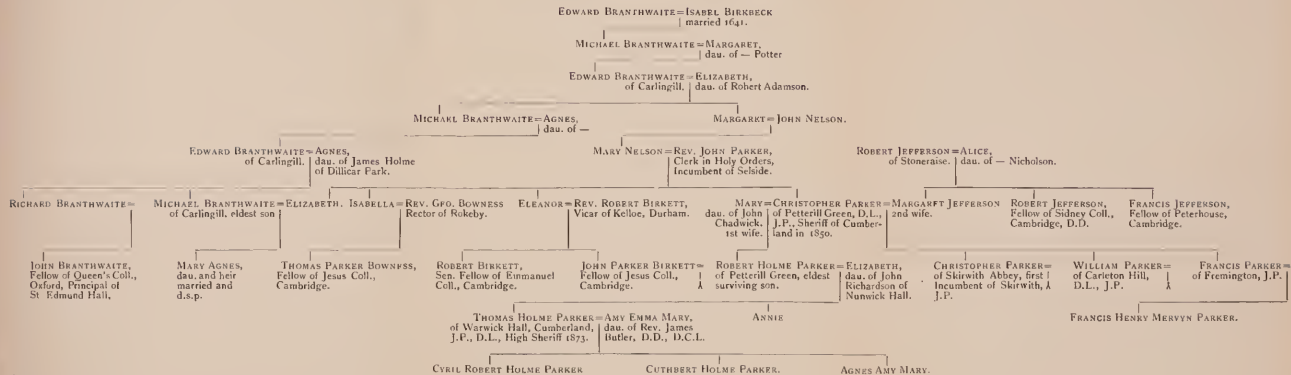 EDWARD BRANTHWAITE=ISABEL BIRKBECK
married 1641.
MICHAEL BRANTHWAITE=MARGARET,
dau. of — Potter
EDWARD BRANTHWAITE=ELIZABETH,
of Carlingill. dau. of Robert Adamson.
MICHAEL BRANTHWAITE=AGNES,
dau. of —
MARGARET=JOHN NELSON.
EDWARD BRANTHWAITE=AGNES,
of Carlingill. dau. of James Holme
of Dillicar Park.
MARY NELSON=REV. JOHN PARKER,
Clerk in Holy Orders,
Incumbent of Selside.
ROBERT JEFFERSON=ALICE,
of Stoneraise. dau. of — Nicholson.
RICHARD BRANTHWAITE=
MICHAEL BRANTHWAITE=ELIZABETH.
of Carlingill, eldest son
ISABELLA=REV. GEO. BOWNESS
Rector of Rokeby.
ELEANOR=REV. ROBERT BIRKETT,
Vicar of Kelloe, Durham.
MARY=CHRISTOPHER PARKER=MARGARET JEFFERSON
dau. of John of Petterill Green, D.L., 2nd wife.
Chadwick. J.P., Sheriff of Cumber-
1st wife. land in 1850.
ROBERT JEFFERSON,
Fellow of Sidney Coll.,
Cambridge, D.D.
FRANCIS JEFFERSON,
Fellow of Peterhouse,
Cambridge.
JOHN BRANTHWAITE,
Fellow of Queen's Coll.,
Oxford, Principal of
St Edmund Hall,
MARY AGNES,
dau. and heir
married and
d.s.p.
THOMAS PARKER BOWNESS,
Fellow of Jesus Coll.,
Cambridge.
ROBERT BIRKETT,
Sen. Fellow of Emmanuel
Coll., Cambridge.
JOHN PARKER BIRKETT=
Fellow of Jesus Coll.,
Cambridge.
ROBERT HOLME PARKER=ELIZABETH,
of Petterill Green, eldest dau. of John
surviving son. Richardson of
Nunwick Hall.
CHRISTOPHER PARKER=
of Skirwith Abbey, first
Incumbent of Skirwith,
J.P.
WILLIAM PARKER=
of Carleton Hill,
D.L., J.P.
FRANCIS PARKER=
of Fremington, J.P.
THOMAS HOLME PARKER=AMY EMMA MARY,
of Warwick Hall, Cumberland, dau. of Rev. James
J.P., D.L., High Sheriff 1873. Butler, D.D., D.C.L.
ANNIE
FRANCIS HENRY MERVYN PARKER.
CYRIL ROBERT HOLME PARKER
CUTHBERT HOLME PARKER.
AGNES AMY MARY.